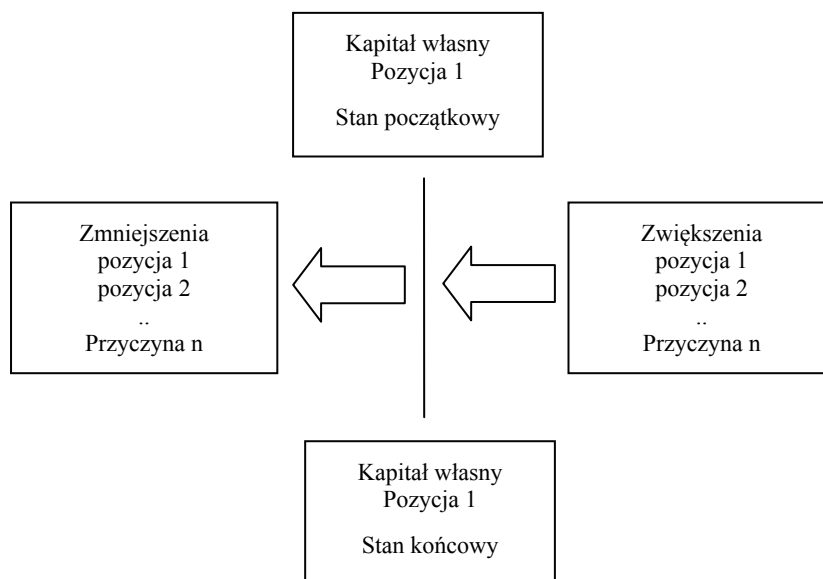 Kapitał własny
Pozycja 1
Stan początkowy
Zmniejszenia
pozycja 1
pozycja 2
..
Przyczyna n
Zwiększenia
pozycja 1
pozycja 2
..
Przyczyna n
Kapitał własny
Pozycja 1
Stan końcowy